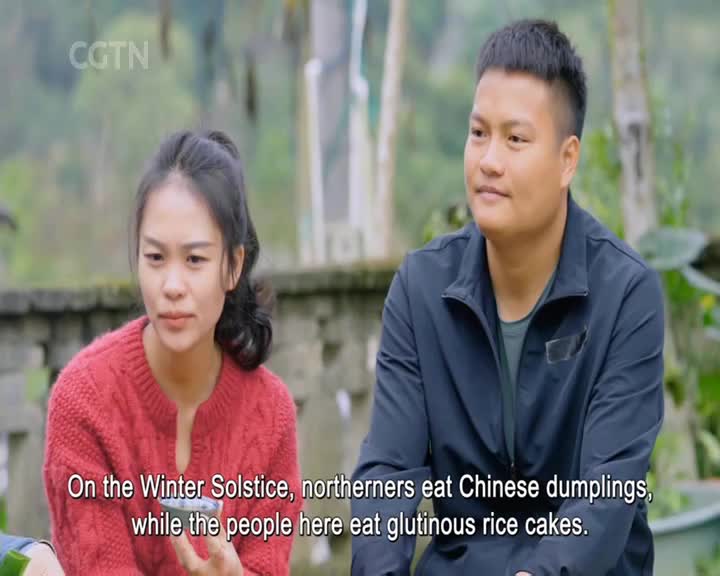 CGTN
On the Winter Solstice, northerners eat Chinese dumplings,
while the people here eat glutinous rice cakes.